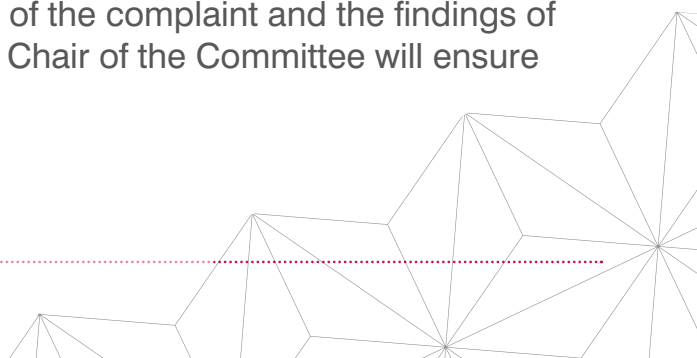 of the complaint and the findings of
Chair of the Committee will ensure